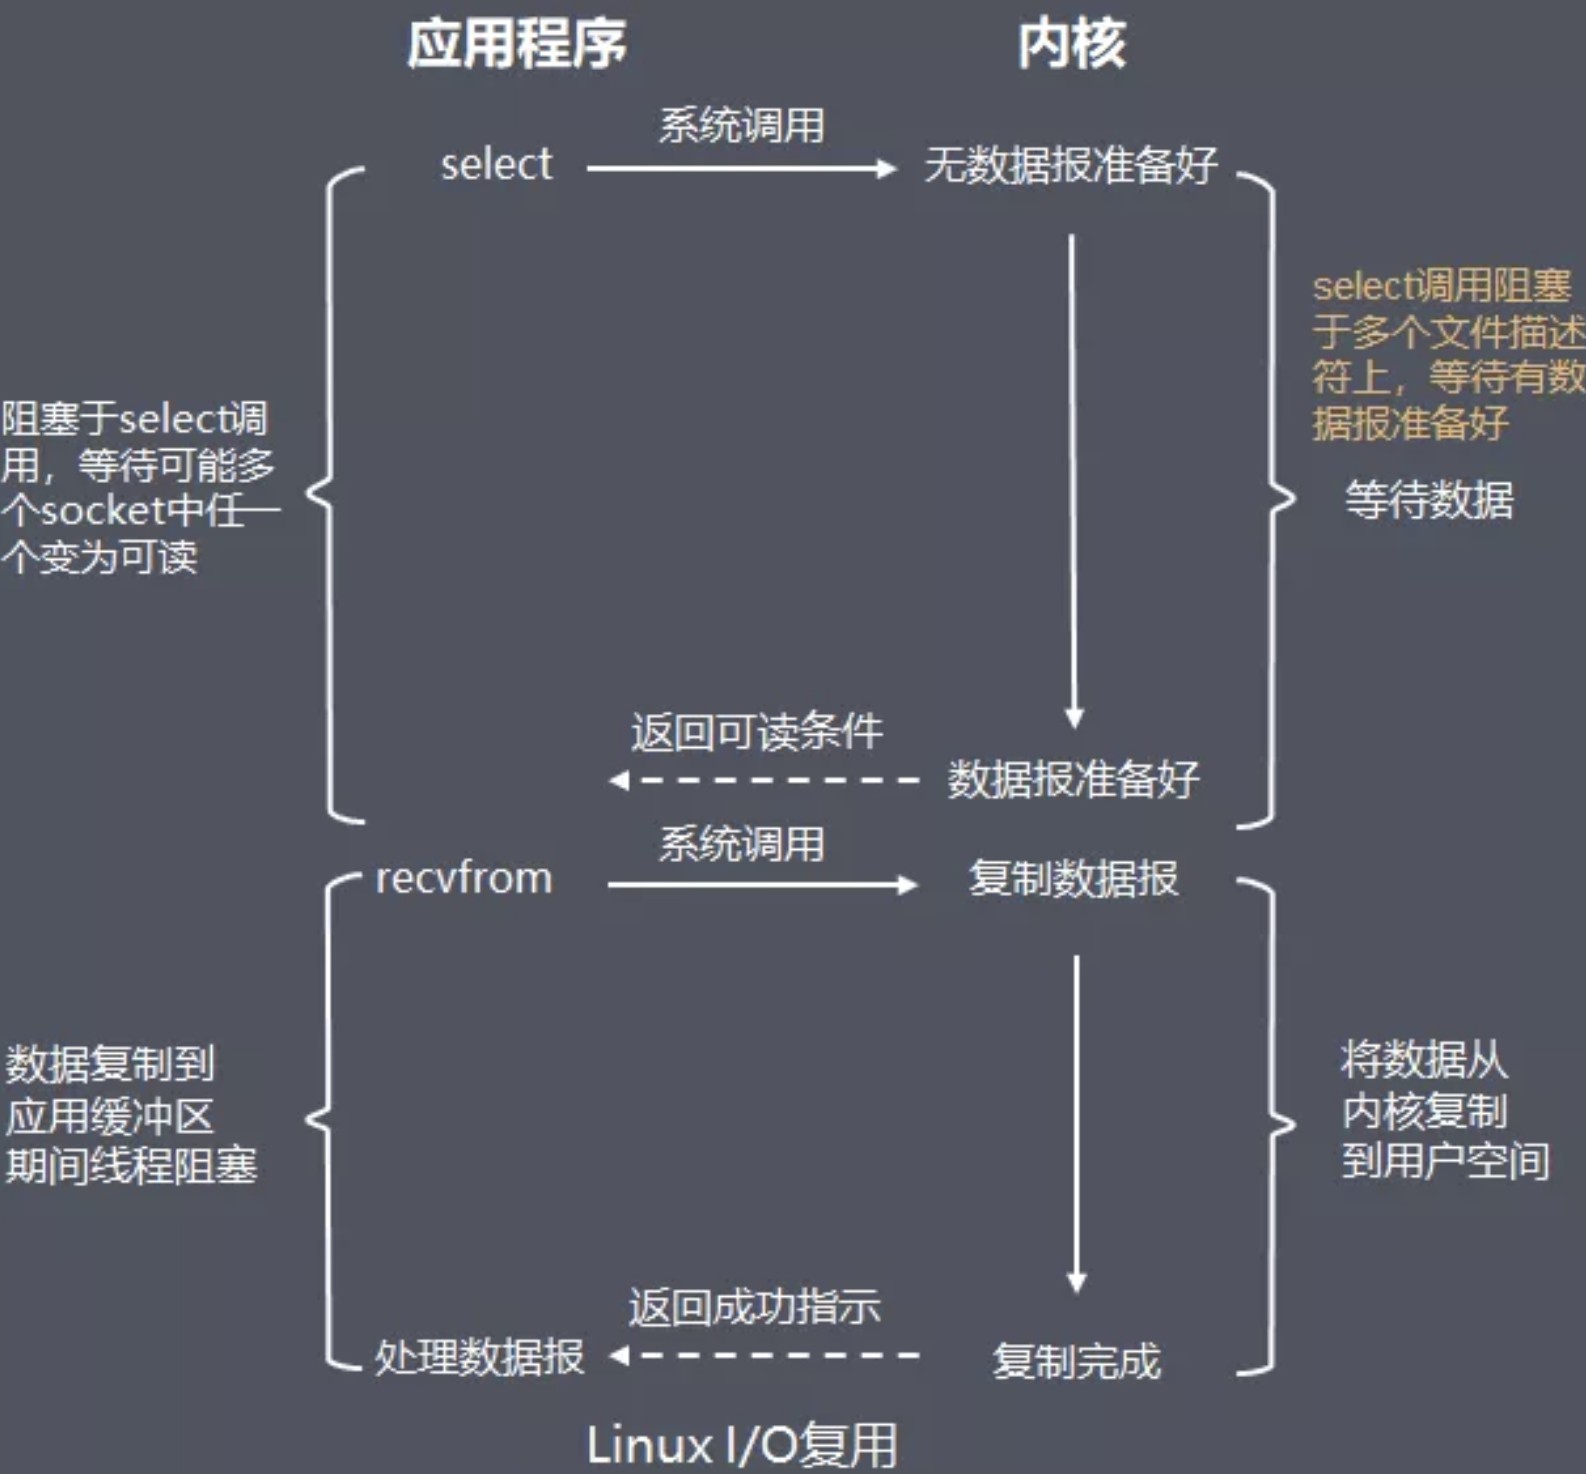 应用程序
内核
系统调用
select
无数据报准备好
select调用阻塞
于多个文件描述
符上，等待有数
据报准备好
等待数据
阻塞于select调
用，等待可能多
个socket中任一
个变为可读
返回可读条件
数据报准备好
系统调用
recvfrom
复制数据报
数据复制到
应用缓冲区
期间线程阻塞
将数据从
内核复制
到用户空间
返回成功指示
处理数据报
复制完成
Linux I/O复用